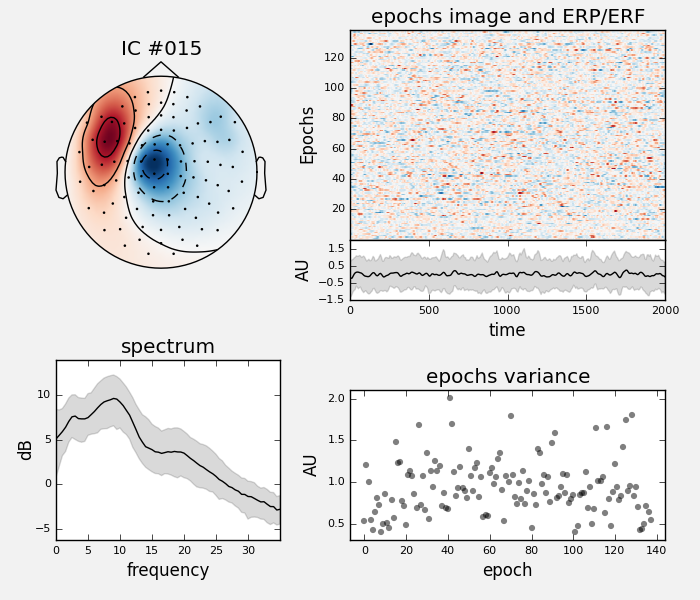 IC #015
epochs image and ERP/ERF
Epochs
120
100
80
60
40
20
AU
1.5
0.5
−0.5
−1.5
0 500 1000 1500 2000
time
spectrum
dB
10
5
0
−5
0 5 10 15 20 25 30
frequency
epochs variance
AU
2.0
1.5
1.0
0.5
0 20 40 60 80 100 120 140
epoch